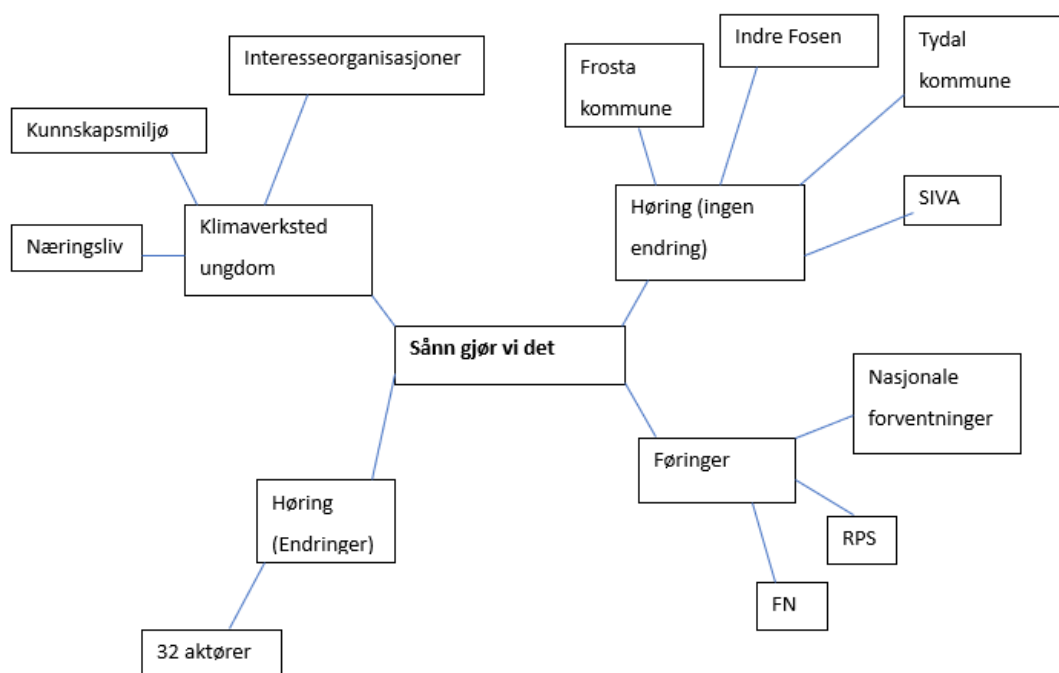 Interesseorganisasjoner
Kunnskapsmiljø
Næringsliv
Klimaverksted
ungdom
Frosta
kommune
Indre Fosen
Tydal
kommune
Høring (ingen
endring)
SIVA
Sånn gjør vi det
Nasjonale
forventninger
Føringer
RPS
FN
Høring
(Endringer)
32 aktører